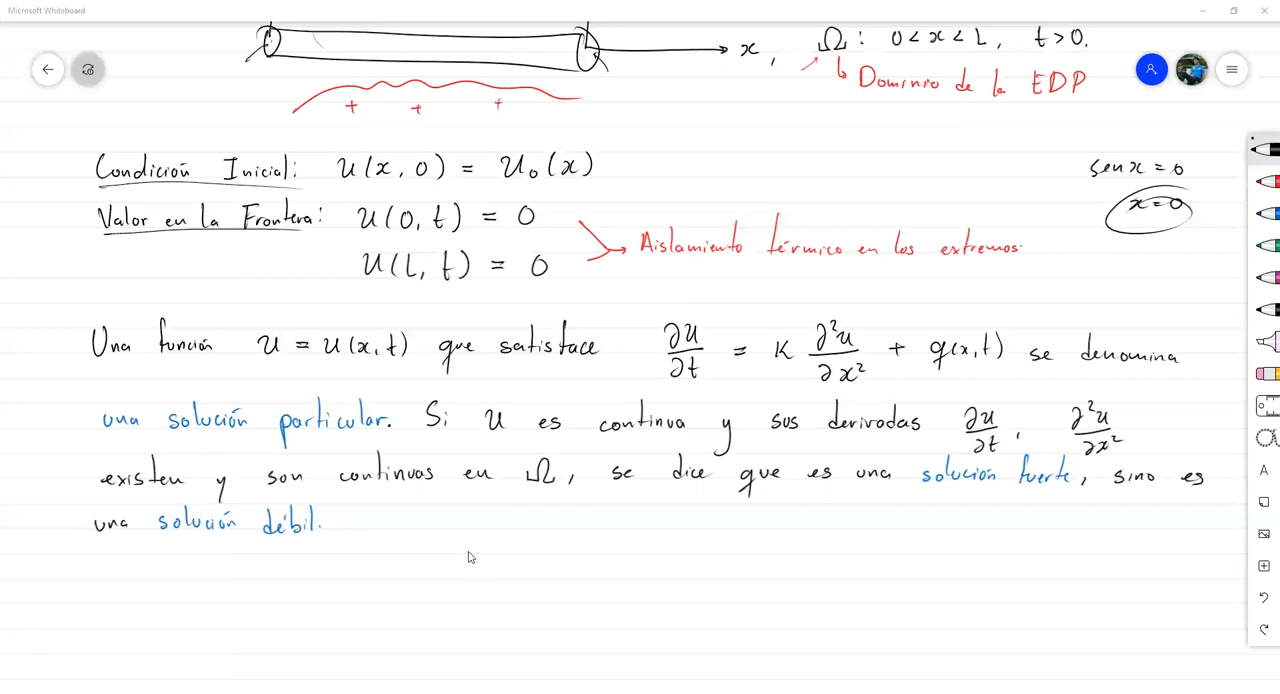 Microsoft Whiteboard
x, Ω: 0 < x < L, t > 0.
↳ Dominio de la EDP
+ + +
Condición Inicial: u(x, 0) = u₀(x)
sen x = 0
x = 0
Valor en la Frontera: u(0, t) = 0
Aislamiento térmico en los extremos.
u(L, t) = 0
Una función u = u(x, t) que satisface ∂u/∂t = K ∂²u/∂x² + q(x, t) se denomina
una solución particular. Si u es continua y sus derivadas ∂u/∂t, ∂²u/∂x²
existen y son continuas en Ω, se dice que es una solución fuerte, sino es
una solución débil.
A